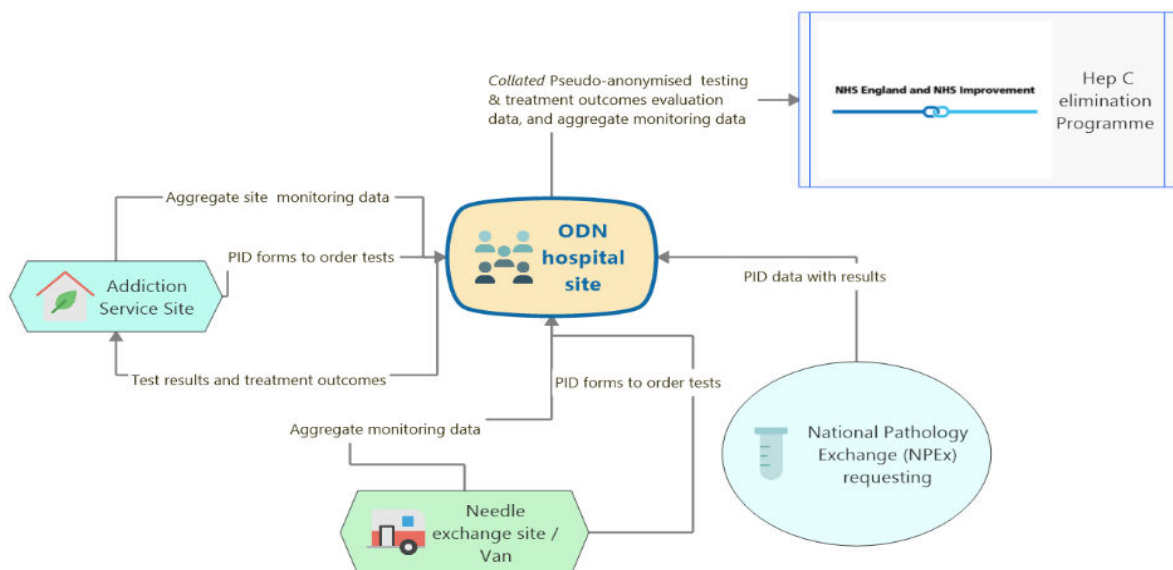 Collated Pseudo-anonymised testing
& treatment outcomes evaluation
data, and aggregate monitoring data
NHS England and NHS Improvement
Hep C
elimination
Programme
Aggregate site monitoring data
PID forms to order tests
Addiction
Service Site
Test results and treatment outcomes
ODN
hospital
site
PID data with results
PID forms to order tests
Aggregate monitoring data
National Pathology
Exchange (NPEx)
requesting
Needle
exchange site /
Van